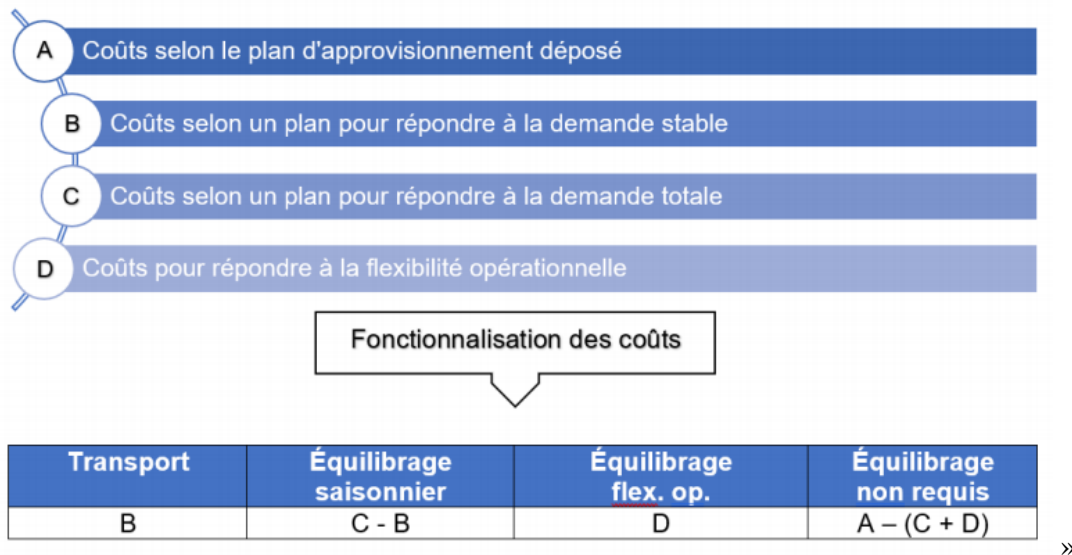 A Coûts selon le plan d'approvisionnement déposé
B Coûts selon un plan pour répondre à la demande stable
C Coûts selon un plan pour répondre à la demande totale
D Coûts pour répondre à la flexibilité opérationnelle
Fonctionnalisation des coûts
Transport Équilibrage saisonnier Équilibrage flex. op. Équilibrage non requis
B C - B D A – (C + D)
»